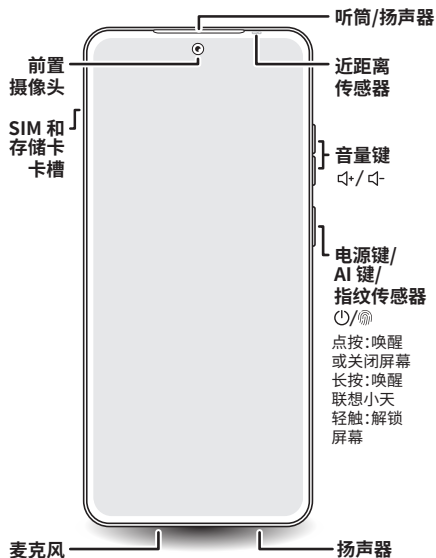 听筒/扬声器
前置
摄像头
近距离
传感器
SIM 和
存储卡
卡槽
音量键
+/-
电源键/
AI 键/
指纹传感器
/
点按:唤醒
或关闭屏幕
长按:唤醒
联想小天
轻触:解锁
屏幕
麦克风
扬声器